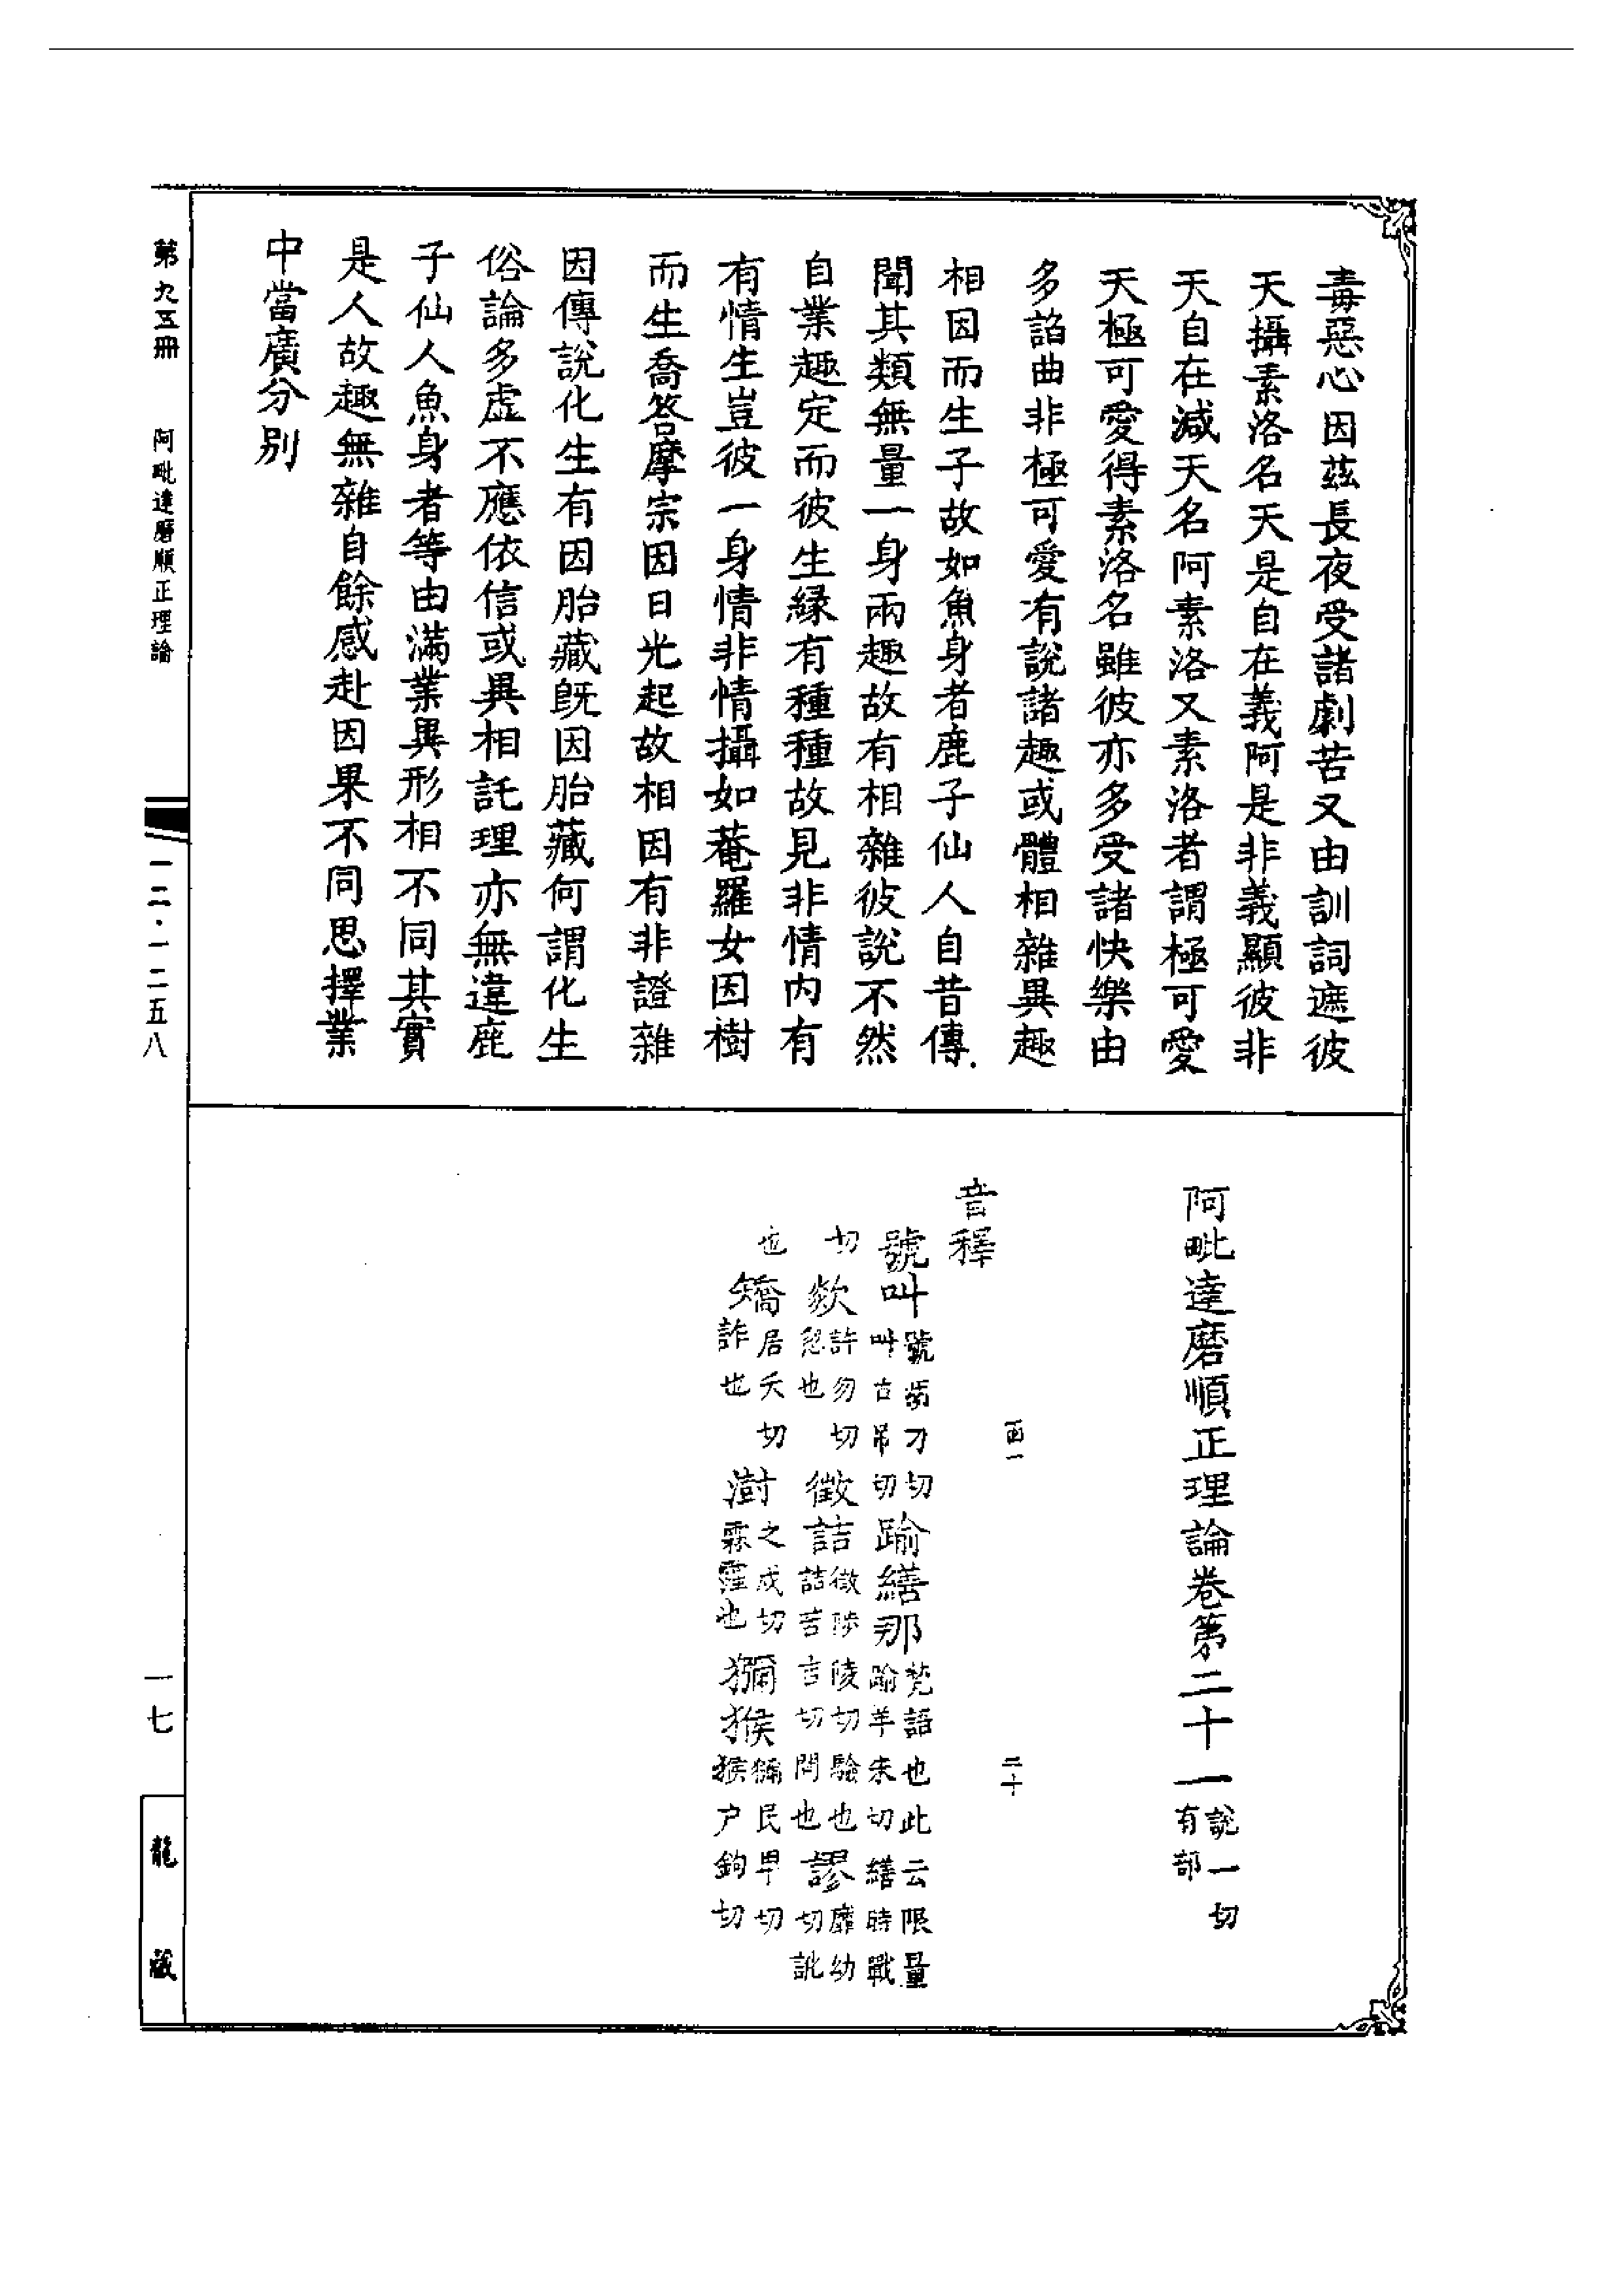 毒惡心因茲長夜受諸劇苦又由訓詞遮彼
天攝素洛名天是自在義阿是非義顯彼非
天自在減天名阿素洛又素洛者謂極可愛
天極可愛得素洛名雖彼亦多受諸快樂由
多諂曲非極可愛有說諸趣或體相雜異趣
相因而生子故如魚身者鹿子仙人自昔傳
聞其類無量一身兩趣故有相雜彼說不然
自業趣定而彼生緣有種種故見非情內有
有情生豈彼一身情非情攝如菴羅女因樹
而生喬答摩宗因日光起故相因有非證雜
因傳說化生有因胎藏旣因胎藏何謂化生
俗論多虛不應依信或異相託理亦無違鹿
子仙人魚身者等由滿業異形相不同其實
是人故趣無雜自餘感赴因果不同思擇業
中當廣分別
阿毗達磨順正理論卷第二十一 說一切有部
函一 二十
音釋
號叫 號胡刀切叫古吊切 踰繕那 梵語也此云限量踰羊朱切繕時戰
切 歘 許勿切忽也 徵詰 徵陟陵切驗也詰吉吉切問也 謬 靡幼切訛
也 矯 居夭切詐也 澍 之戍切霖霪也 獼猴 獼民卑切猴戶鉤切
第九五冊 阿毗達磨順正理論
一二·一二五八
一七
龍藏